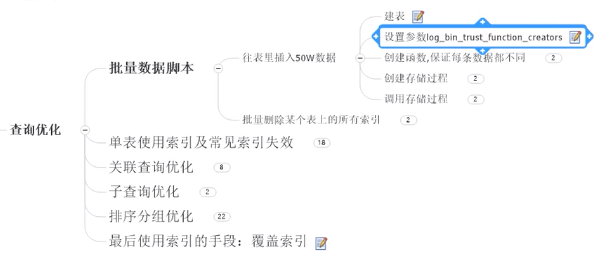 建表
设置参数log_bin_trust_function_creators
往表里插入50W数据
创建函数,保证每条数据都不同 2
批量数据脚本
创建存储过程 2
调用存储过程 2
批量删除某个表上的所有索引 2
查询优化
单表使用索引及常见索引失效 18
关联查询优化 8
子查询优化 2
排序分组优化 22
最后使用索引的手段：覆盖索引